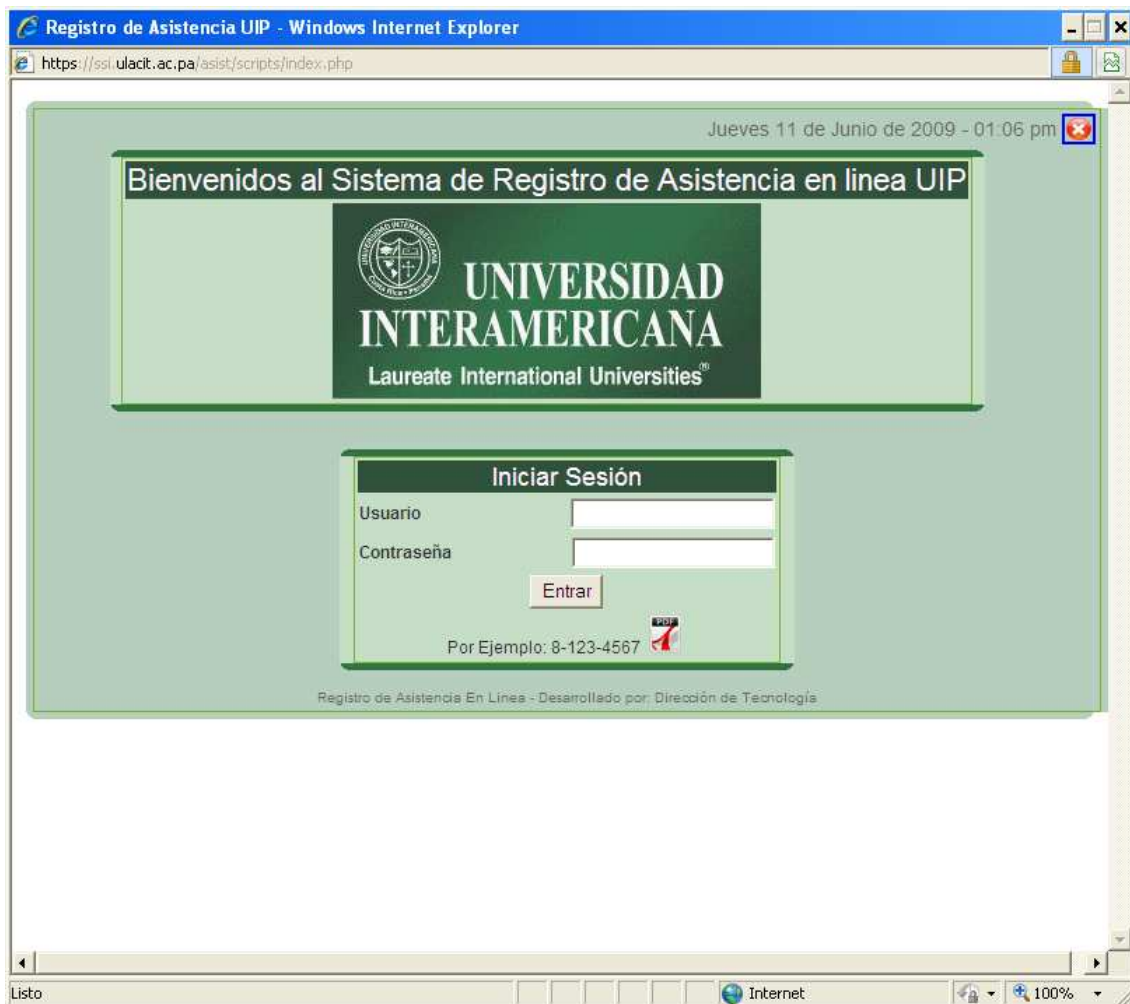 Registro de Asistencia UIP - Windows Internet Explorer
https://ssi.ulacit.ac.pa/asist/scripts/index.php
Jueves 11 de Junio de 2009 - 01:06 pm
Bienvenidos al Sistema de Registro de Asistencia en linea UIP
UNIVERSIDAD
INTERAMERICANA
Laureate International Universities®
Iniciar Sesión
Usuario
Contraseña
Entrar
Por Ejemplo: 8-123-4567 PDF
Registro de Asistencia En Linea - Desarrollado por: Dirección de Tecnología
Listo Internet 100%